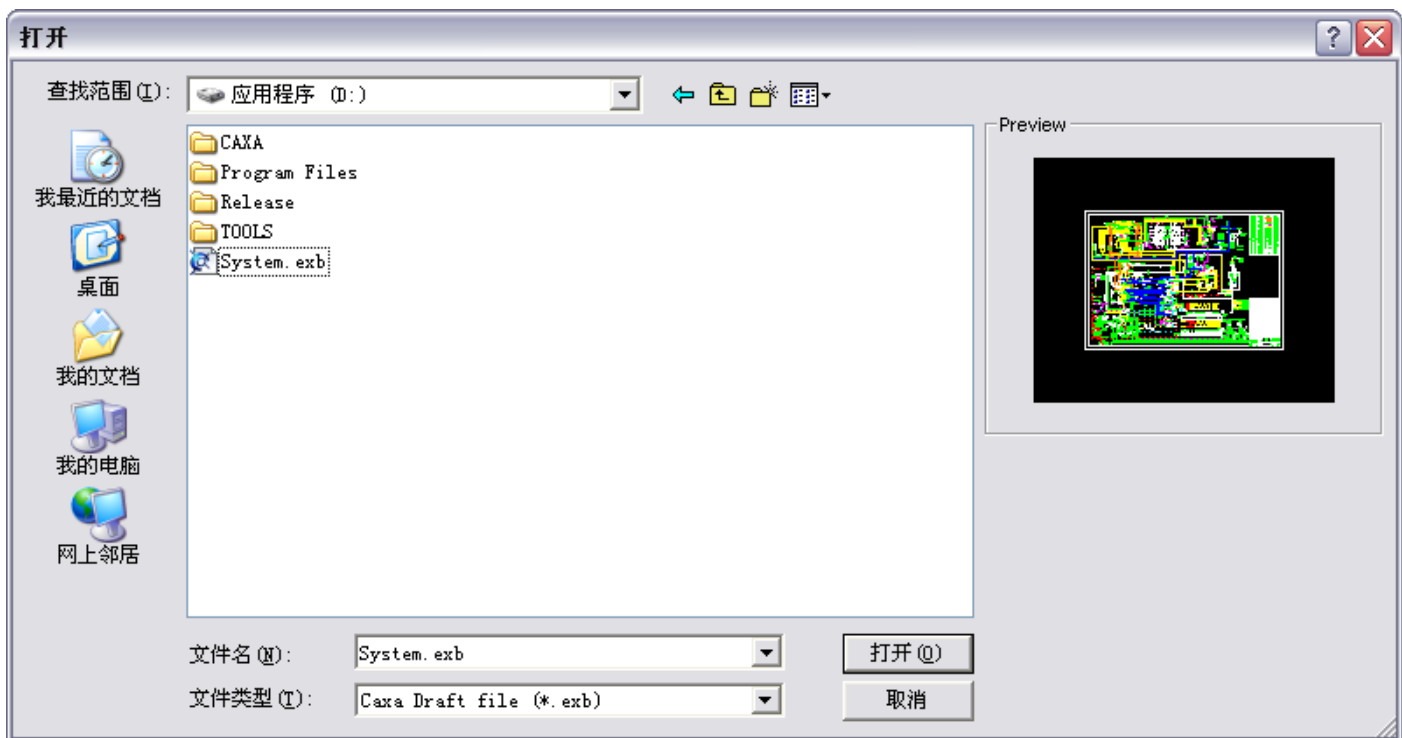 打开
查找范围(I):
应用程序 (D:)
Preview
CAXA
Program Files
Release
TOOLS
System.exb
我最近的文档
桌面
我的文档
我的电脑
网上邻居
文件名(N):
System.exb
打开(O)
文件类型(T):
Caxa Draft file (*.exb)
取消